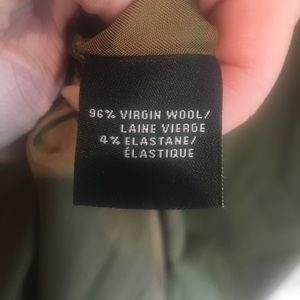 96% VIRGIN WOOL/
LAINE VIERGE
4% ELASTANE/
ÉLASTIQUE